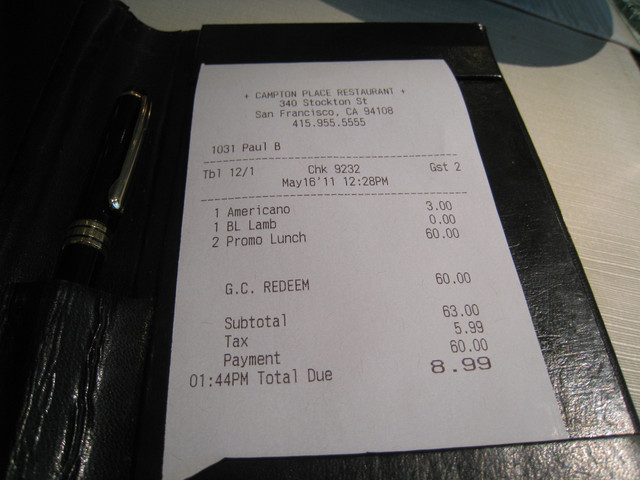 * CAMPTON PLACE RESTAURANT *
340 Stockton St
San Francisco, CA 94108
415.955.5555
1031 Paul B
Tbl 12/1 Chk 9232 Gst 2
May16'11 12:28PM
1 Americano 3.00
1 BL Lamb 0.00
2 Promo Lunch 60.00
G.C. REDEEM 60.00
Subtotal 63.00
Tax 5.99
Payment 60.00
01:44PM Total Due 8.99